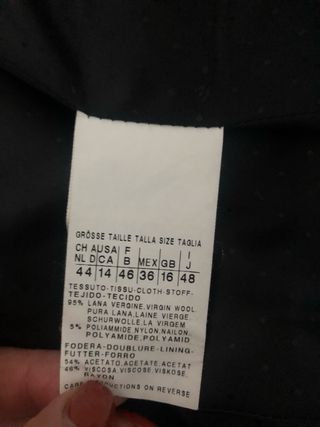 GRÖSSE TAILLE TALLA SIZE TAGLIA
CH AUSA F I
NL DCA B MEX GB J
44 14 46 36 16 48
TESSUTO-TISSU-CLOTH-STOFF-
TEJIDO-TECIDO
95% LANA VERGINE, VIRGIN WOOL
PURA LANA, LAINE VIERGE,
SCHURWOLLE, LA VIRGEM
5% POLIAMMIDE NYLON, NAILON,
POLYAMIDE, POLYAMID
FODERA-DOUBLURE-LINING-
FUTTER-FORRO
54% ACETATO, ACETATE, ACETAT
46% VISCOSA VISCOSE, VISKOSE,
RAYON
CARE INSTRUCTIONS ON REVERSE